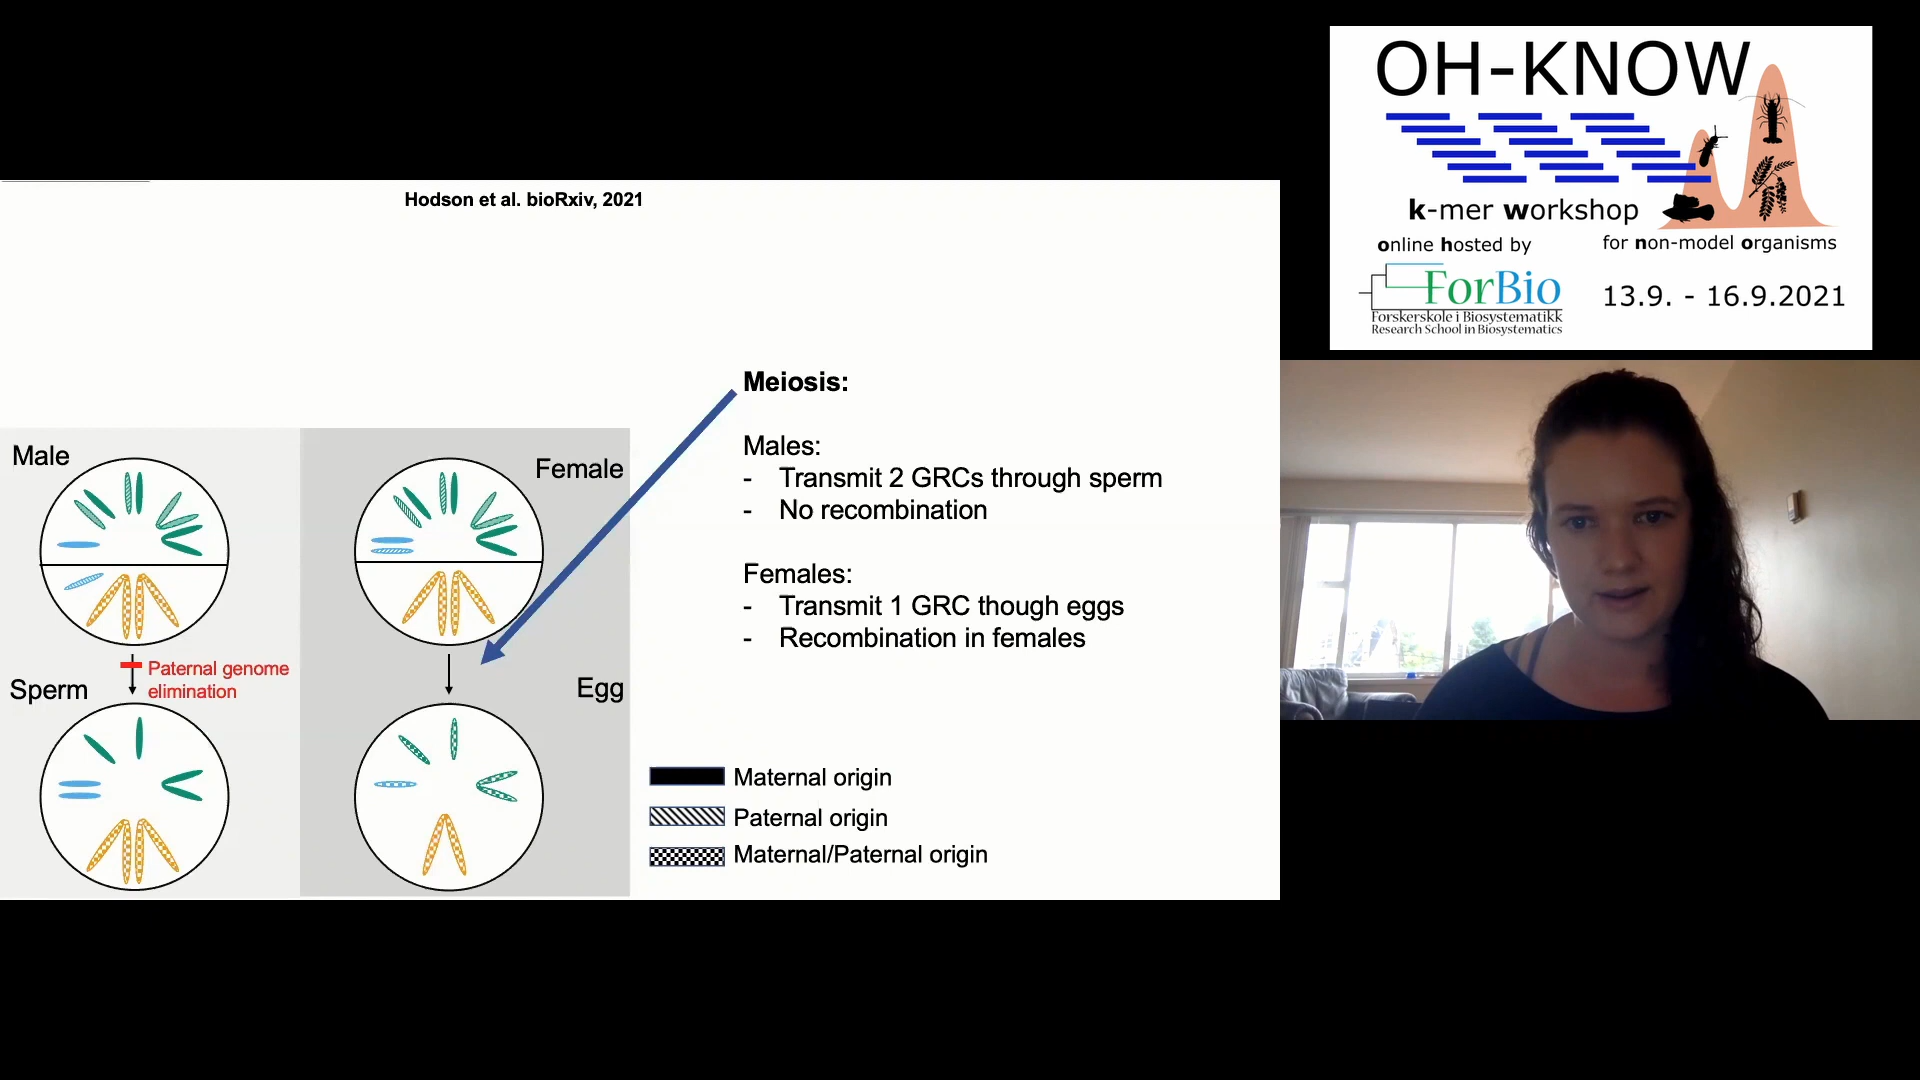 Hodson et al. bioRxiv, 2021
Meiosis:
Males:
- Transmit 2 GRCs through sperm
- No recombination
Females:
- Transmit 1 GRC though eggs
- Recombination in females
Male
Female
Paternal genome
elimination
Sperm
Egg
Maternal origin
Paternal origin
Maternal/Paternal origin
OH-KNOW
k-mer workshop
online hosted by
for non-model organisms
ForBio
Forskerskole i Biosystematikk
Research School in Biosystematics
13.9. - 16.9.2021